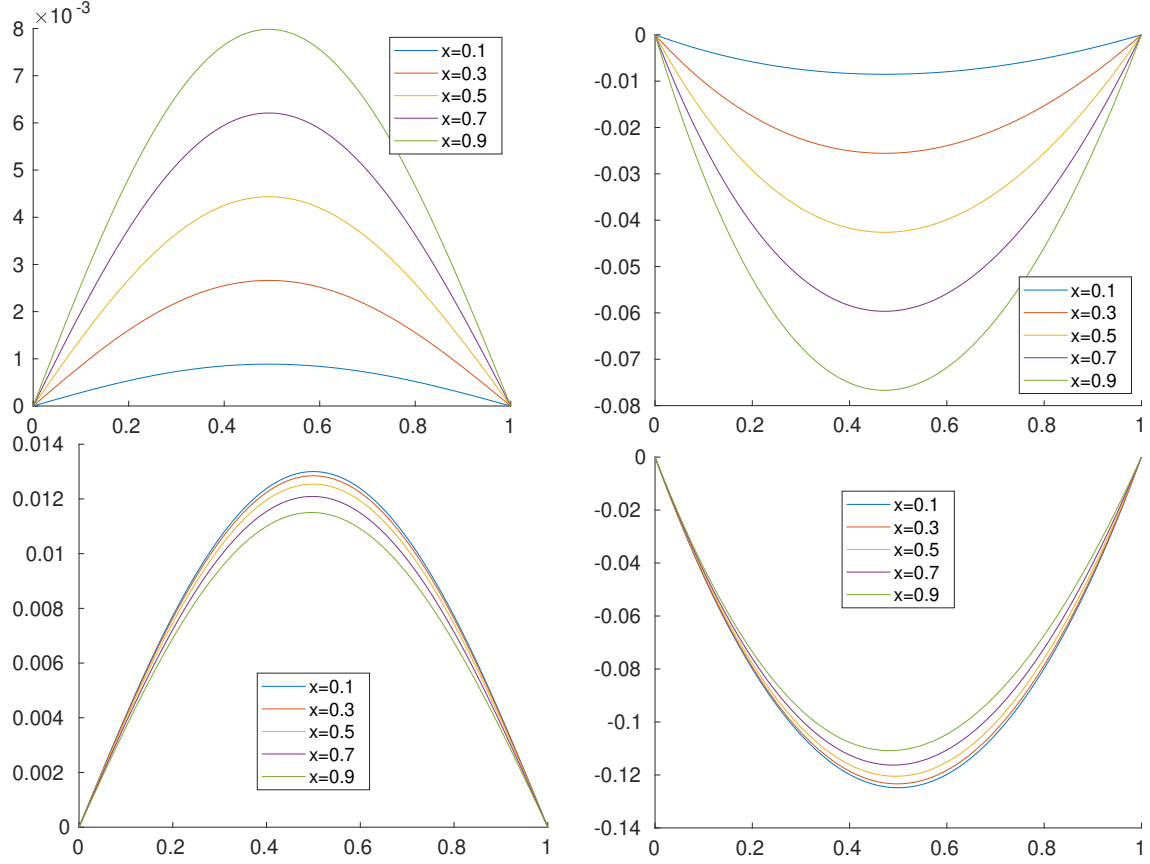 ×10⁻³
8
7
6
5
4
3
2
1
0
0
0.2
0.4
0.6
0.8
1
x=0.1
x=0.3
x=0.5
x=0.7
x=0.9
0
-0.01
-0.02
-0.03
-0.04
-0.05
-0.06
-0.07
-0.08
0
0.2
0.4
0.6
0.8
1
x=0.1
x=0.3
x=0.5
x=0.7
x=0.9
0.014
0.012
0.01
0.008
0.006
0.004
0.002
0
0
0.2
0.4
0.6
0.8
1
x=0.1
x=0.3
x=0.5
x=0.7
x=0.9
0
-0.02
-0.04
-0.06
-0.08
-0.1
-0.12
-0.14
0
0.2
0.4
0.6
0.8
1
x=0.1
x=0.3
x=0.5
x=0.7
x=0.9